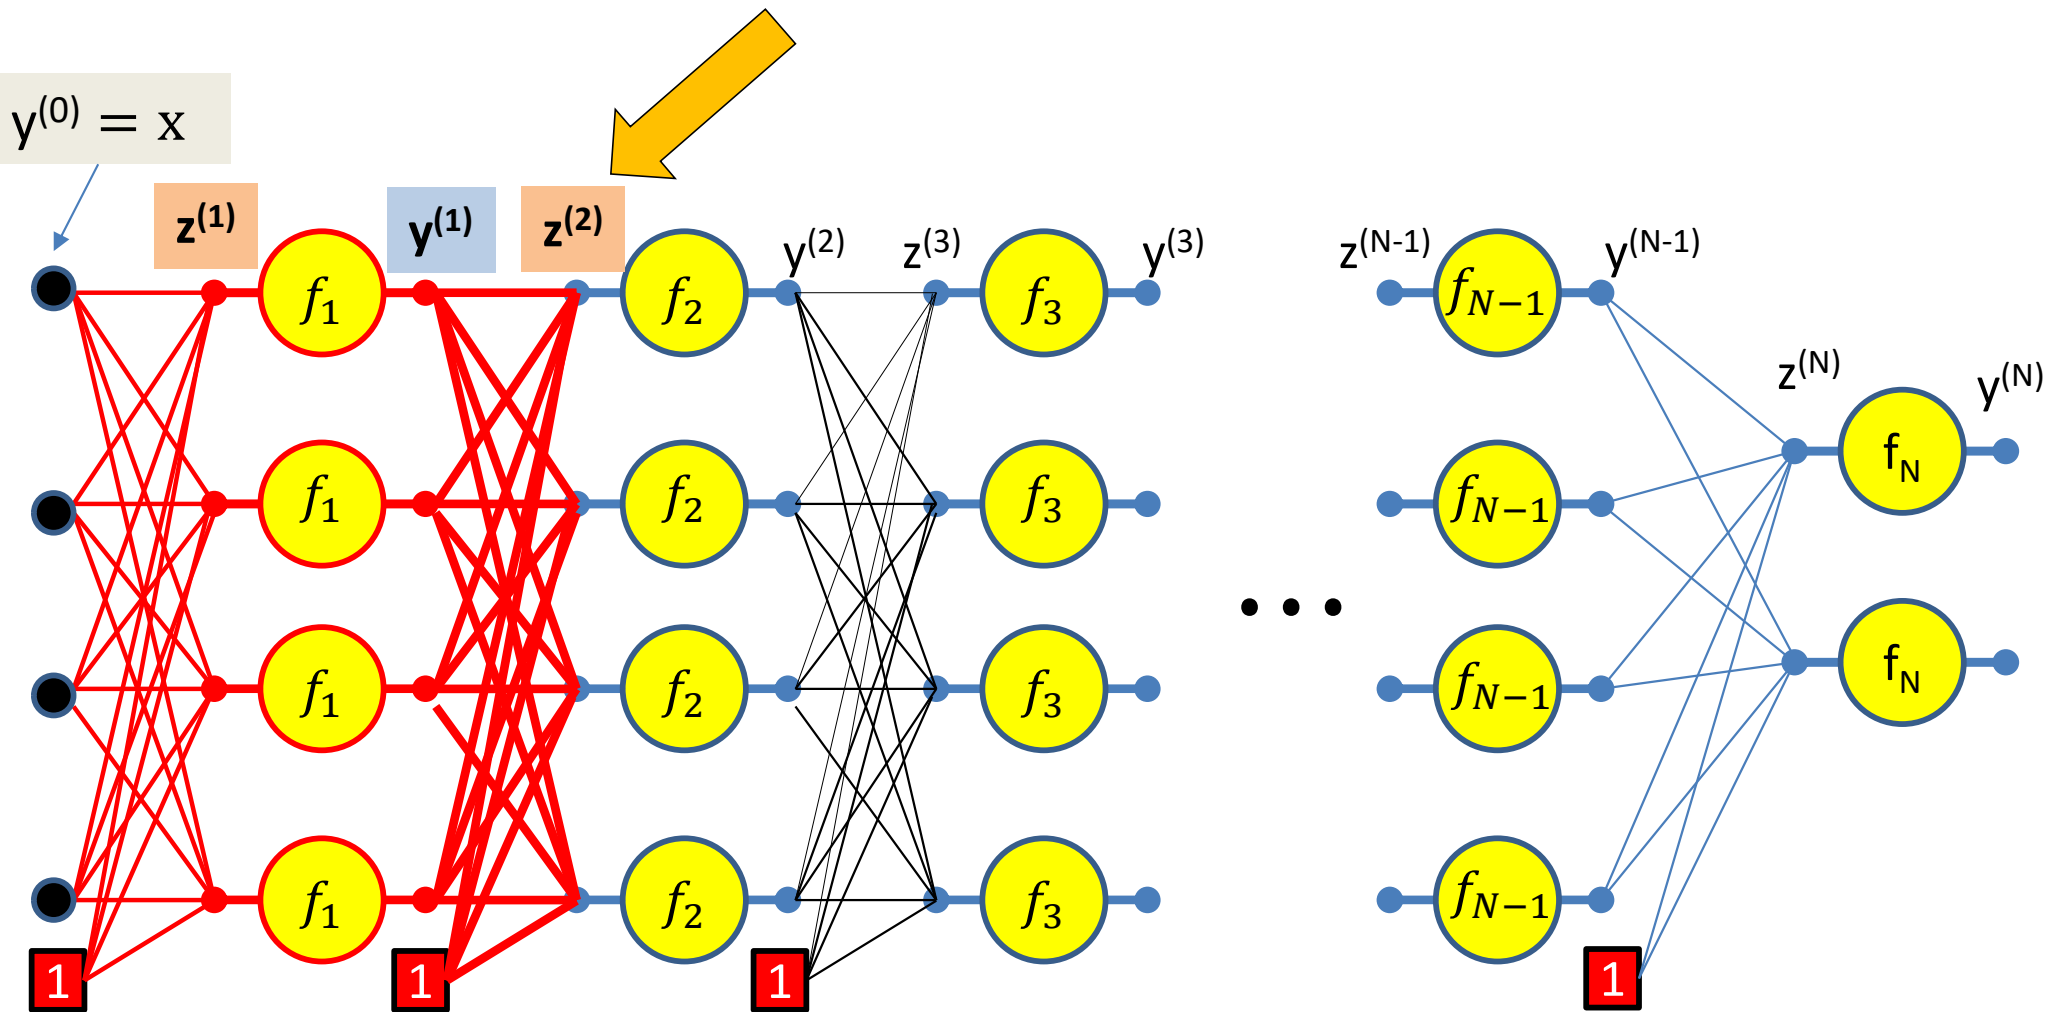 y(0) = x
z(1) y(1) z(2) y(2) z(3) y(3) z(N-1) y(N-1)
f1 f2 f3 fN−1
z(N) y(N)
fN
f1 f2 f3 fN−1
• • •
f1 f2 f3 fN−1
fN
f1 f2 f3 fN−1
1 1 1 1